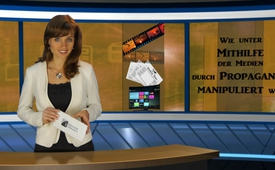 Wie unter
Mithilfe
der Medien
durch Propagan
manipuliert w